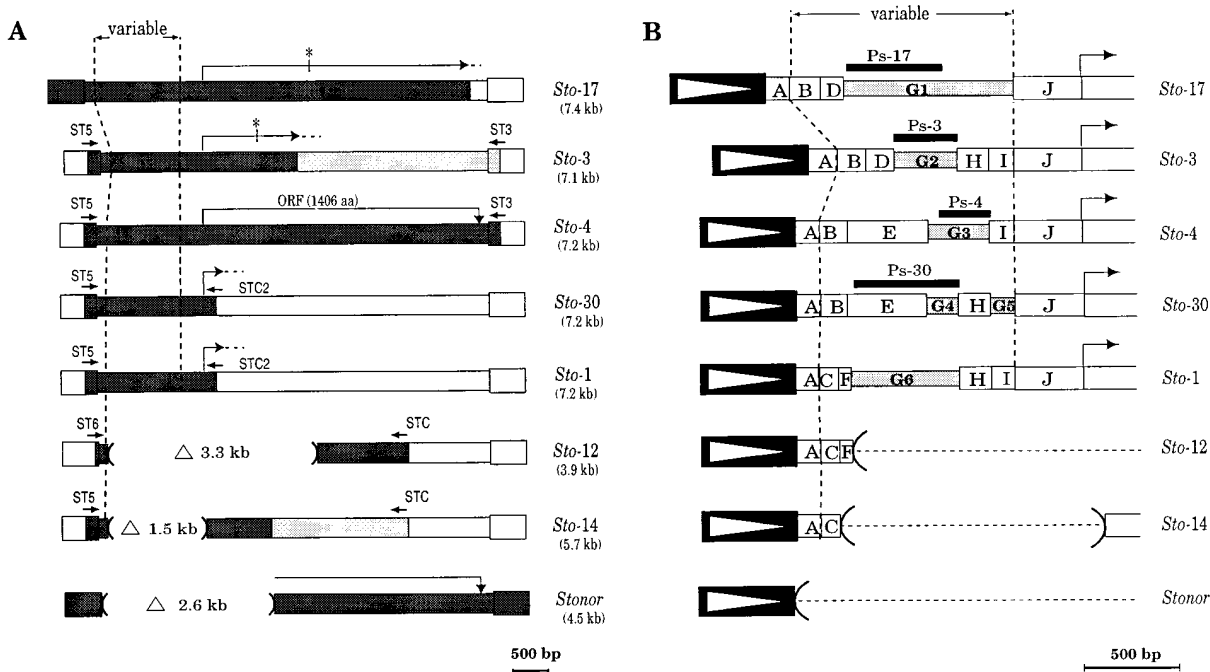 A
variable
*
Sto-17
(7.4 kb)
ST5
*
ST3
Sto-3
(7.1 kb)
ST5
ORF (1406 aa)
ST3
Sto-4
(7.2 kb)
ST5
STC2
Sto-30
(7.2 kb)
ST5
STC2
Sto-1
(7.2 kb)
ST6
△ 3.3 kb
STC
Sto-12
(3.9 kb)
ST5
△ 1.5 kb
STC
Sto-14
(5.7 kb)
△ 2.6 kb
Stonor
(4.5 kb)
500 bp
B
variable
Ps-17
A B D G1 J
Sto-17
Ps-3
A B D G2 H I J
Sto-3
Ps-4
A B E G3 I J
Sto-4
Ps-30
A B E G4 H G5 J
Sto-30
A C F G6 H I J
Sto-1
A C F
Sto-12
A C
Sto-14
Stonor
500 bp